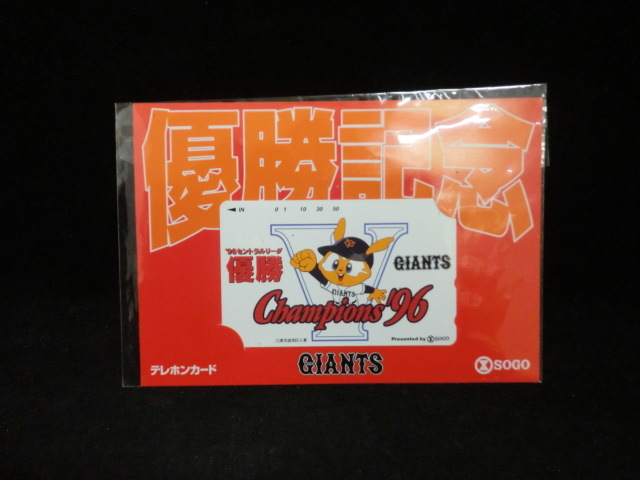 優勝記念
◀ IN 0 1 10 30 50
'96セントラルリーグ
優勝
GIANTS
GIANTS
Champions '96
Presented by SOGO
テレホンカード
GIANTS
SOGO